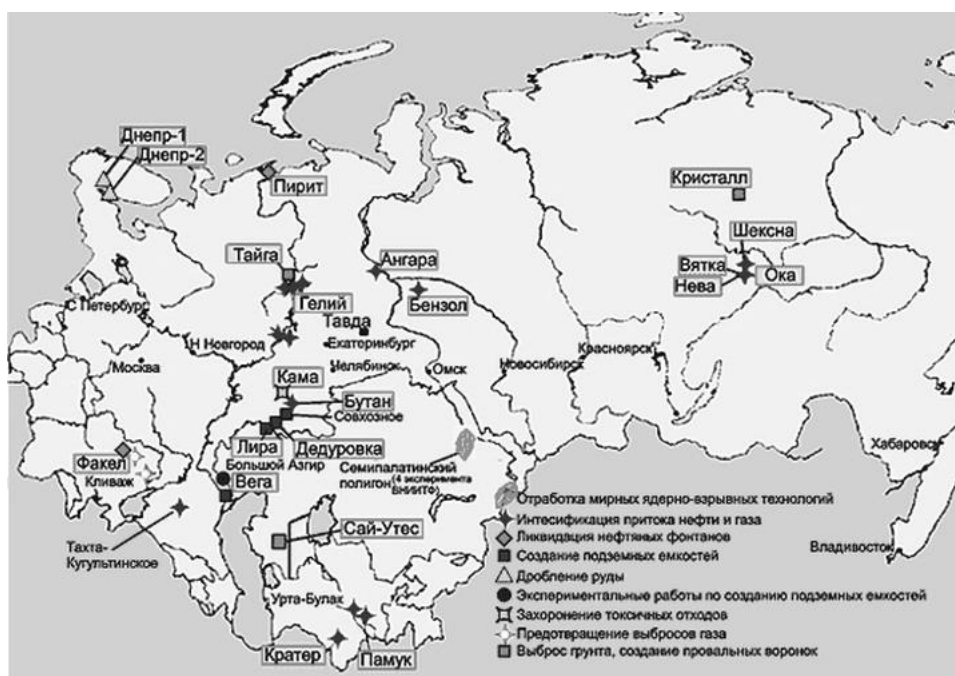 Днепр-1
Днепр-2
Пирит
Кристалл
Шексна
Тайга
Ангара
Вятка
Ока
Нева
Гелий
Бензол
С Петербург
Тавда
Н Новгород
Екатеринбург
Москва
Челябинск
Омск
Новосибирск
Красноярск
Кама
Бутан
Совхозное
Лира
Дедуровка
Хабаровск
Факел
Большой Азгир
Кливаж
Вега
Семипалатинский
полигон (4 эксперимента
ВНИИТФ)
Отработка мирных ядерно-взрывных технологий
Интесификация притока нефти и газа
Ликвидация нефтяных фонтанов
Создание подземных емкостей
Дробление руды
Экспериментальные работы по созданию подземных емкостей
Захоронение токсичных отходов
Предотвращение выбросов газа
Выброс грунта, создание провальных воронок
Сай-Утес
Владивосток
Тахта-
Кугультинское
Урта-Булак
Кратер
Памук